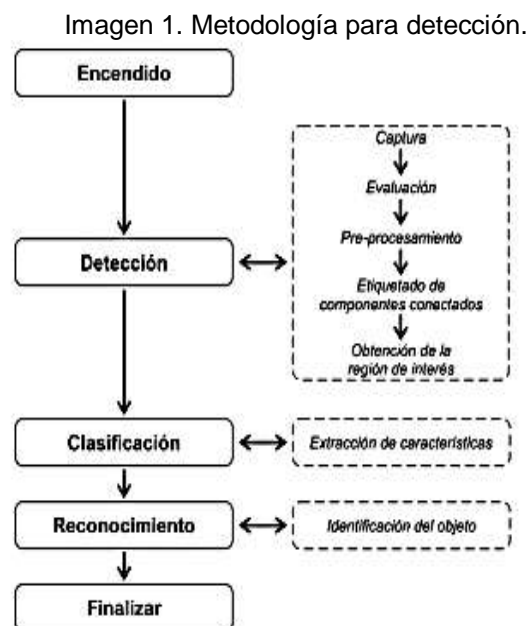 Imagen 1. Metodología para detección.
Encendido
Captura
Evaluación
Pre-procesamiento
Detección
Etiquetado de
componentes conectados
Obtención de la
región de interés
Clasificación
Extracción de características
Reconocimiento
Identificación del objeto
Finalizar